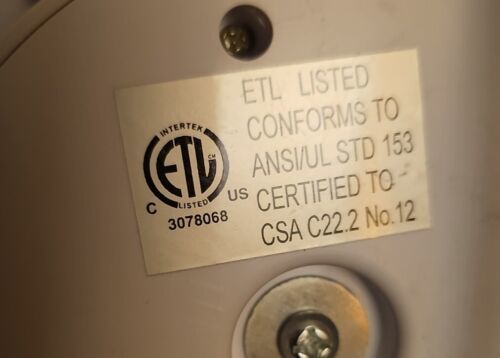 INTERTEK
ETL CM
LISTED
C US
3078068
ETL LISTED
CONFORMS TO
ANSI/UL STD 153
CERTIFIED TO
CSA C22.2 No.12